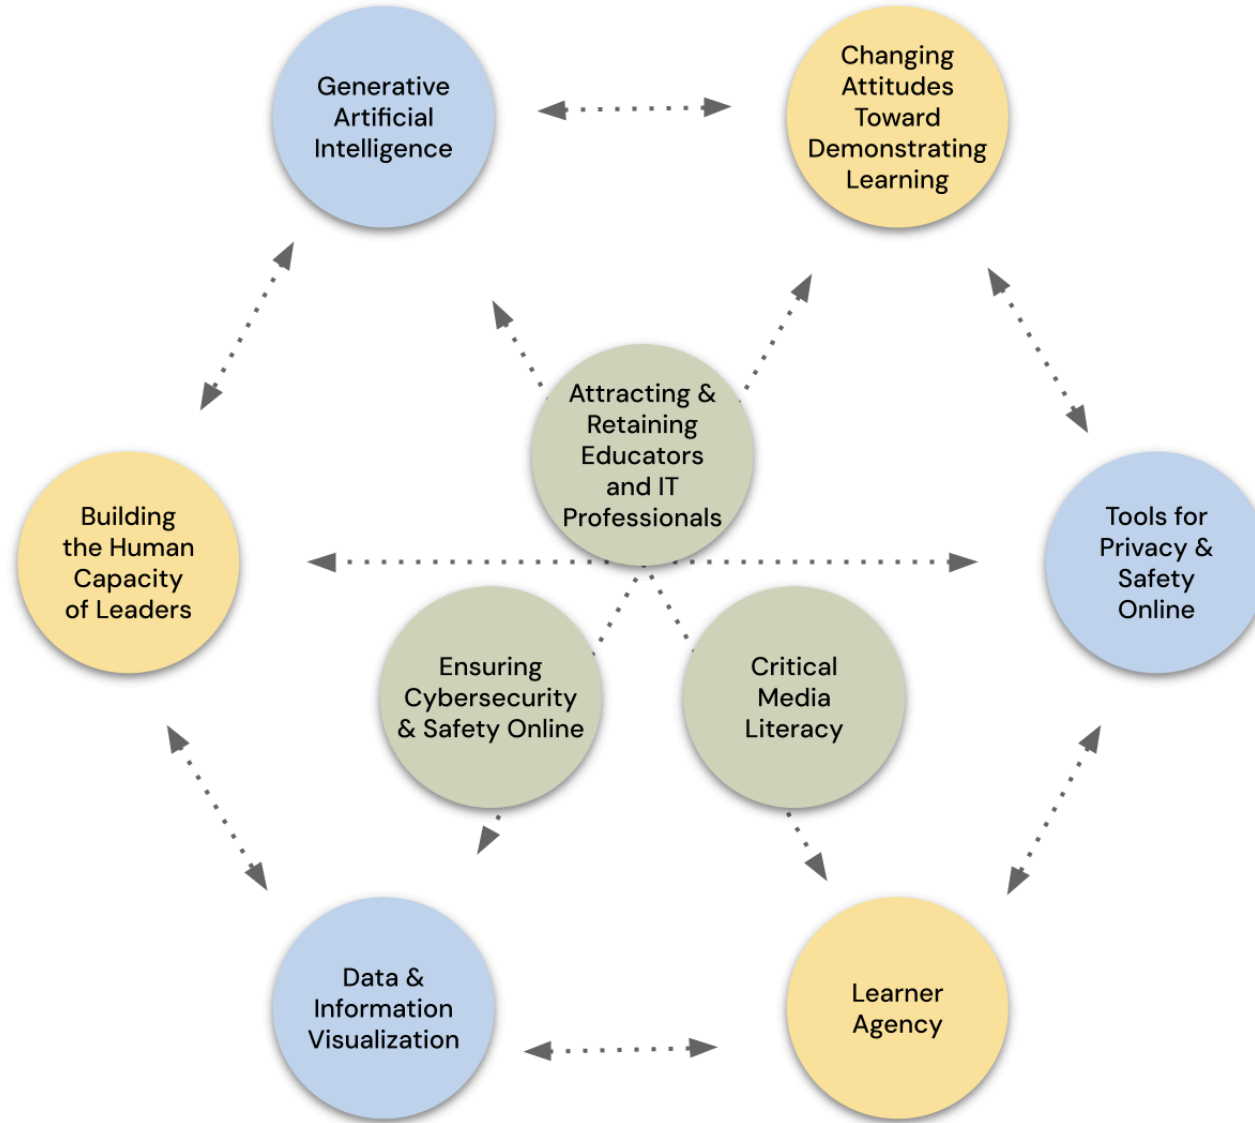 Generative
Artificial
Intelligence
Changing
Attitudes
Toward
Demonstrating
Learning
Attracting &
Retaining
Educators
and IT
Professionals
Building
the Human
Capacity
of Leaders
Tools for
Privacy &
Safety
Online
Ensuring
Cybersecurity
& Safety Online
Critical
Media
Literacy
Data &
Information
Visualization
Learner
Agency